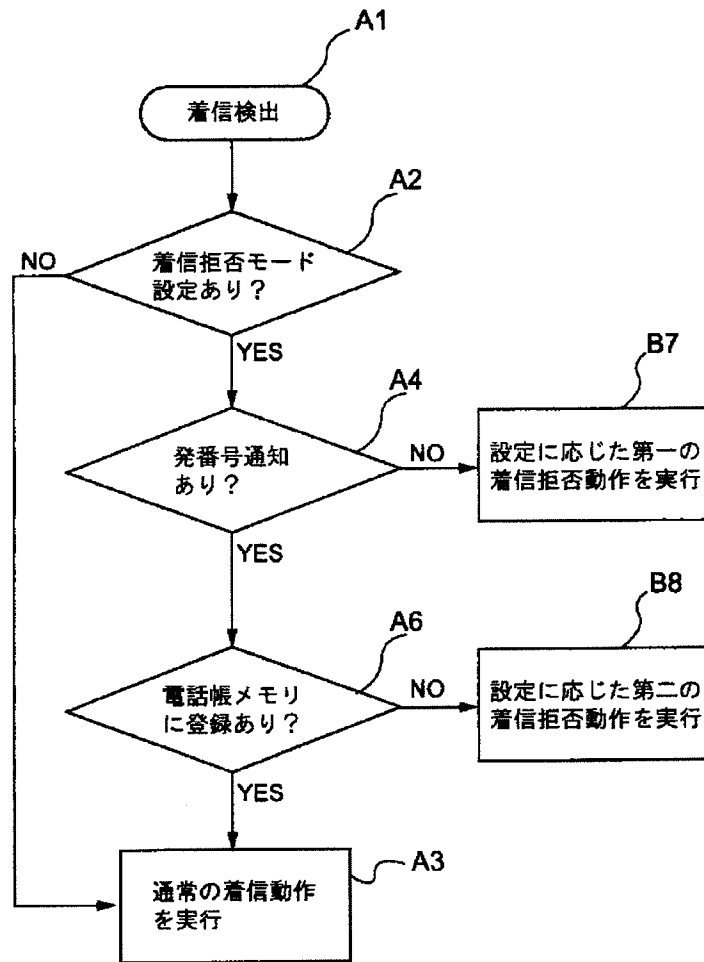 A1
着信検出
A2
着信拒否モード
設定あり？
NO
YES
A4
発番号通知
あり？
NO
YES
B7
設定に応じた第一の
着信拒否動作を実行
A6
電話帳メモリ
に登録あり？
NO
YES
B8
設定に応じた第二の
着信拒否動作を実行
A3
通常の着信動作
を実行